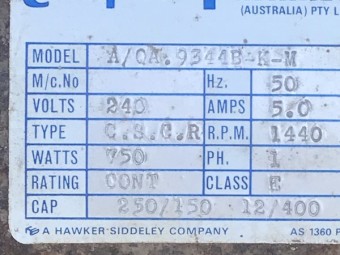 (AUSTRALIA) PTY L
MODEL A/QA.9344B-K-M
M/c.No Hz. 50
VOLTS 240 AMPS 5.0
TYPE C.S.C.R R.P.M. 1440
WATTS 750 PH. 1
RATING CONT CLASS E
CAP 250/150 12/400
A HAWKER SIDDELEY COMPANY AS 1360 P